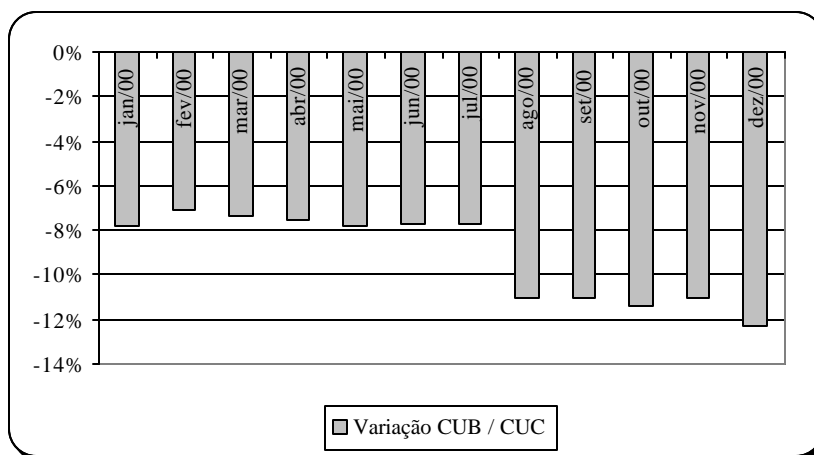 0%
-2%
-4%
-6%
-8%
-10%
-12%
-14%
jan/00
fev/00
mar/00
abr/00
mai/00
jun/00
jul/00
ago/00
set/00
out/00
nov/00
dez/00
Variação CUB / CUC